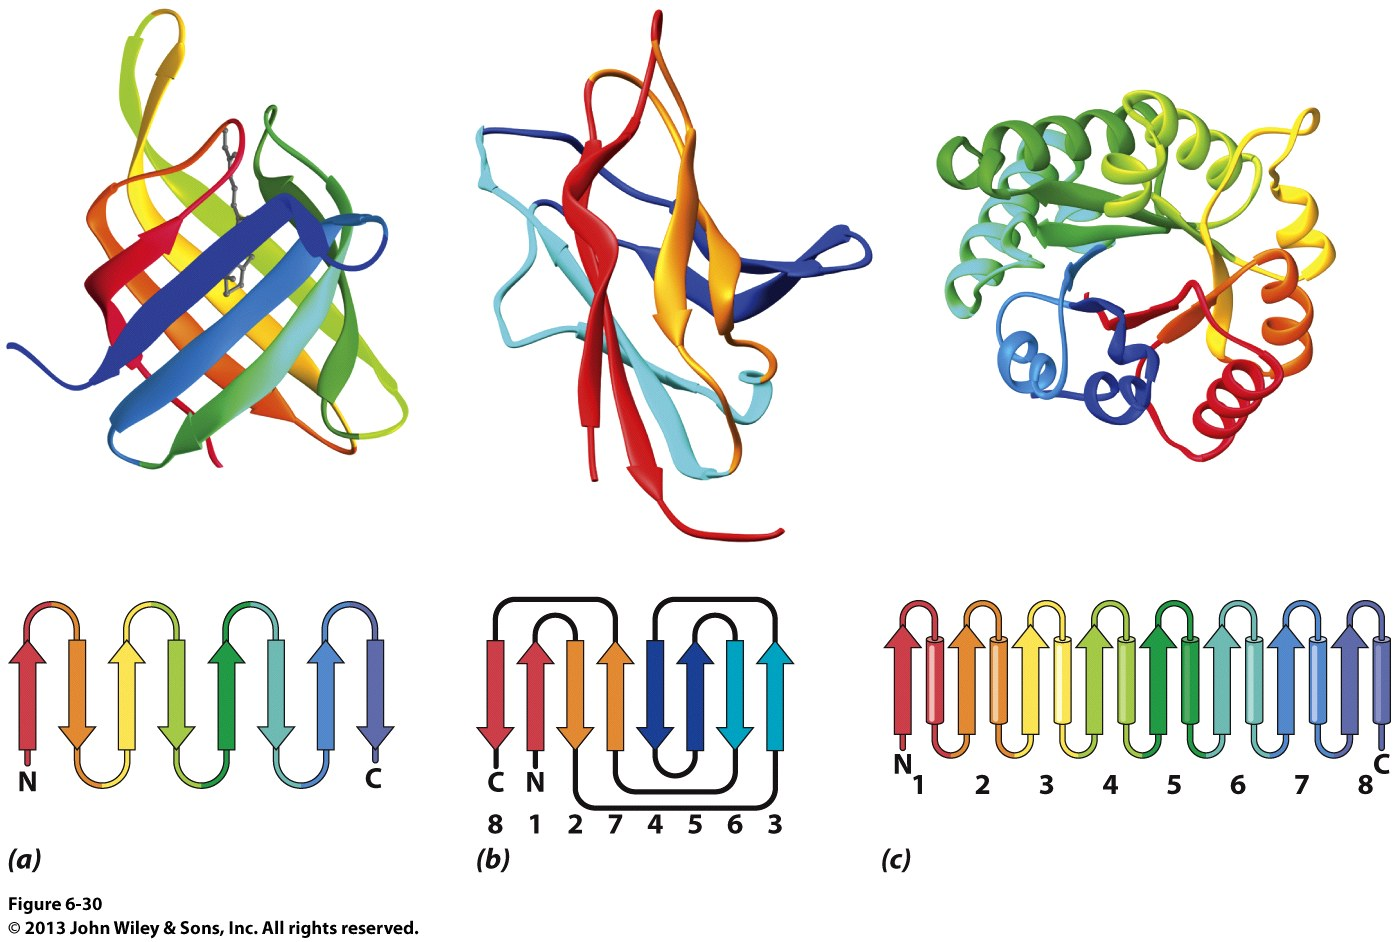 N C
C N
8 1 2 7 4 5 6 3
N C
1 2 3 4 5 6 7 8
(a) (b) (c)
Figure 6-30
© 2013 John Wiley & Sons, Inc. All rights reserved.